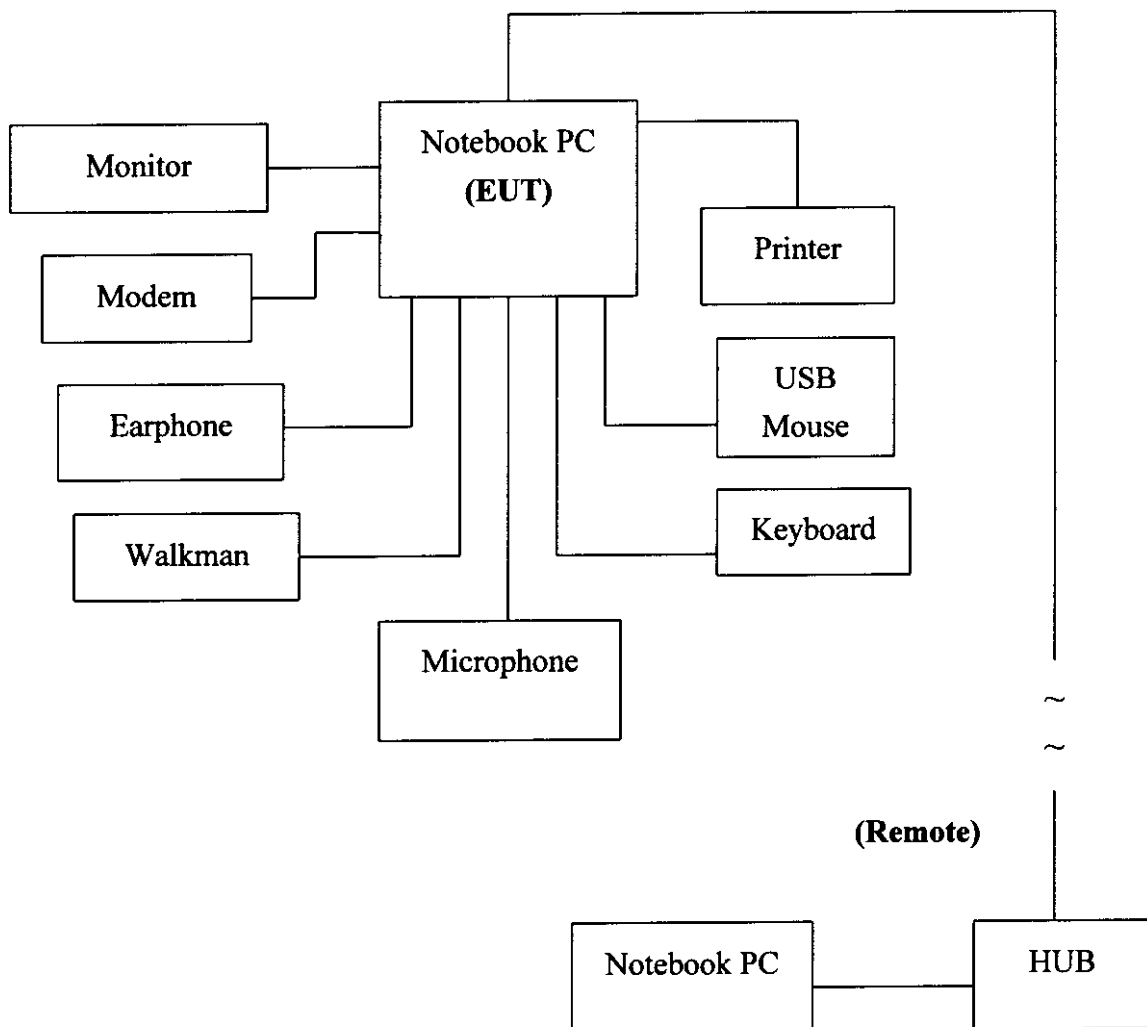 Notebook PC
(EUT)
Monitor
Printer
Modem
USB
Mouse
Earphone
Keyboard
Walkman
Microphone
~
~
(Remote)
Notebook PC
HUB